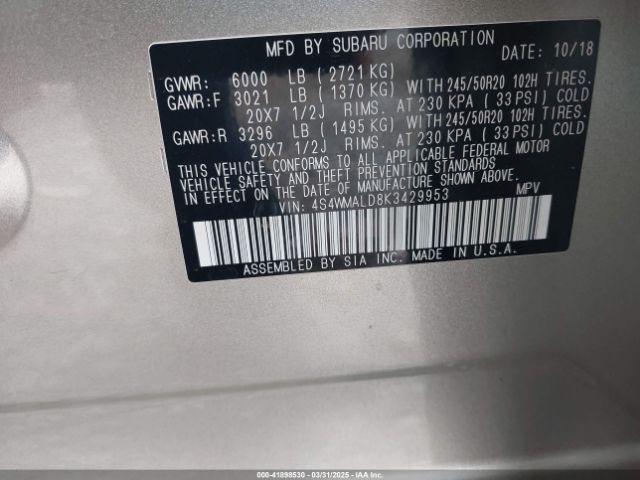 MFD BY SUBARU CORPORATION
DATE: 10/18
GVWR: 6000 LB (2721 KG)
GAWR:F 3021 LB (1370 KG) WITH 245/50R20 102H TIRES.
20X7 1/2J RIMS. AT 230 KPA (33 PSI) COLD
GAWR:R 3296 LB (1495 KG) WITH 245/50R20 102H TIRES.
20X7 1/2J RIMS. AT 230 KPA (33 PSI) COLD
THIS VEHICLE CONFORMS TO ALL APPLICABLE FEDERAL MOTOR
VEHICLE SAFETY AND THEFT PREVENTION STANDARDS
IN EFFECT ON THE DATE OF MANUFACTURE SHOWN ABOVE.
VIN: 4S4WMALD8K3429953 MPV
ASSEMBLED BY SIA INC. MADE IN U.S.A.
000-41898530 - 03/31/2025 - IAA Inc.